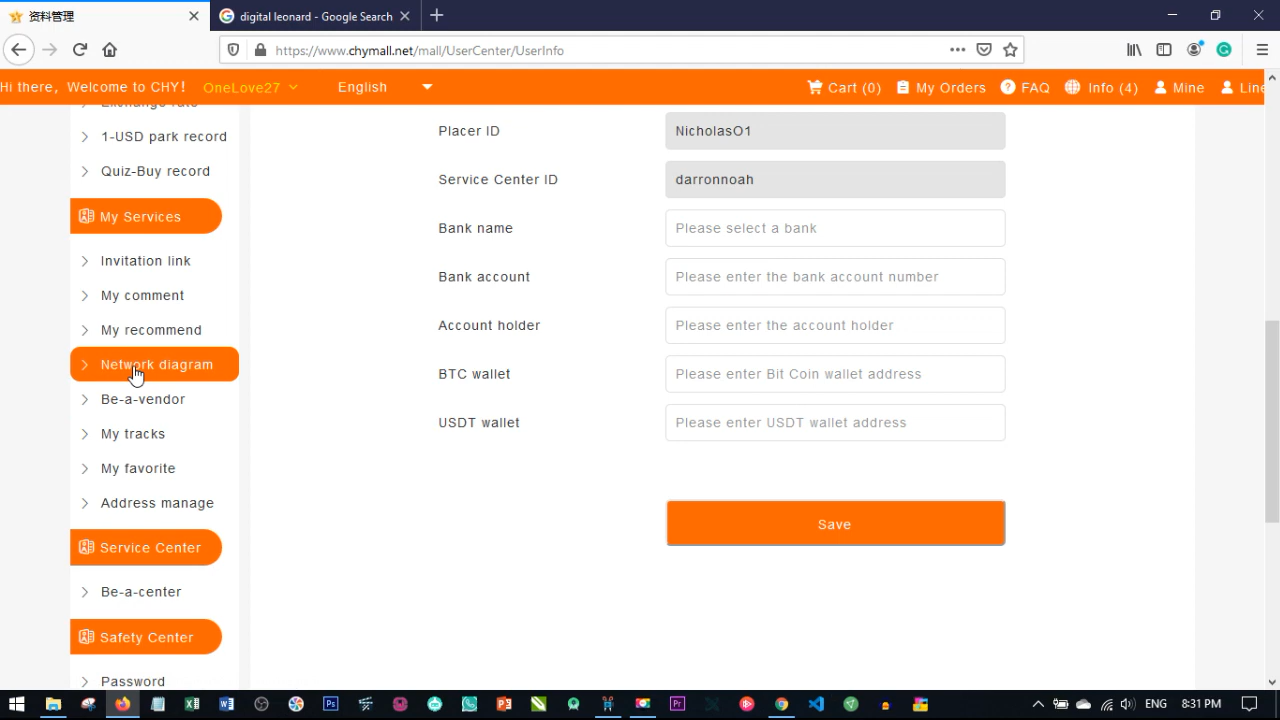 资料管理
digital leonard - Google Search
https://www.chymall.net/mall/UserCenter/UserInfo
Hi there, Welcome to CHY! OneLove27 English Cart (0) My Orders FAQ Info (4) Mine Line
Exchange rate
1-USD park record
Quiz-Buy record
My Services
Invitation link
My comment
My recommend
Network diagram
Be-a-vendor
My tracks
My favorite
Address manage
Service Center
Be-a-center
Safety Center
Password
Placer ID NicholasO1
Service Center ID darronnoah
Bank name Please select a bank
Bank account Please enter the bank account number
Account holder Please enter the account holder
BTC wallet Please enter Bit Coin wallet address
USDT wallet Please enter USDT wallet address
Save
ENG 8:31 PM